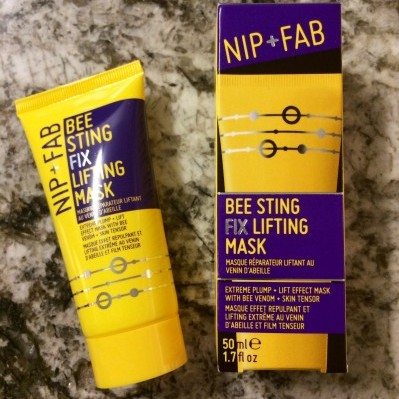 NIP+FAB
BEE
STING
FIX
LIFTING
MASK
MASQUE RÉPARATEUR LIFTANT
AU VENIN D'ABEILLE
EXTREME PLUMP + LIFT
EFFECT MASK WITH BEE
VENOM + SKIN TENSOR
MASQUE EFFET REPULPANT ET
LIFTING EXTRÊME AU VENIN
D'ABEILLE ET FILM TENSEUR
NIP+FAB
BEE STING
FIX LIFTING
MASK
MASQUE RÉPARATEUR LIFTANT AU
VENIN D'ABEILLE
EXTREME PLUMP + LIFT EFFECT MASK
WITH BEE VENOM + SKIN TENSOR
MASQUE EFFET REPULPANT ET
LIFTING EXTRÊME AU VENIN
D'ABEILLE ET FILM TENSEUR
50 ml e
1.7 fl oz